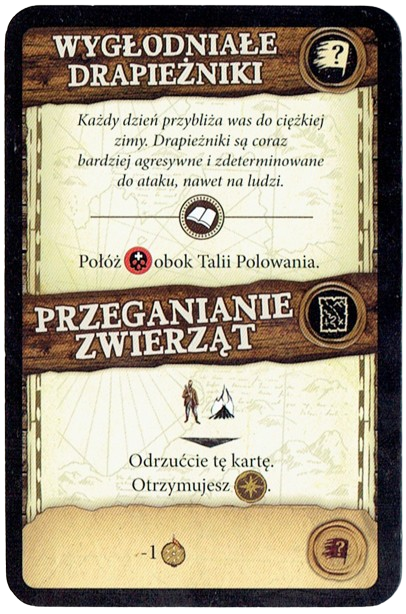 WYGŁODNIAŁE
DRAPIEŻNIKI
?
Każdy dzień przybliża was do ciężkiej
zimy. Drapieżniki są coraz
bardziej agresywne i zdeterminowane
do ataku, nawet na ludzi.
Połóż obok Talii Polowania.
PRZEGANIANIE
ZWIERZĄT
Odrzućcie tę kartę.
Otrzymujesz .
-1
?